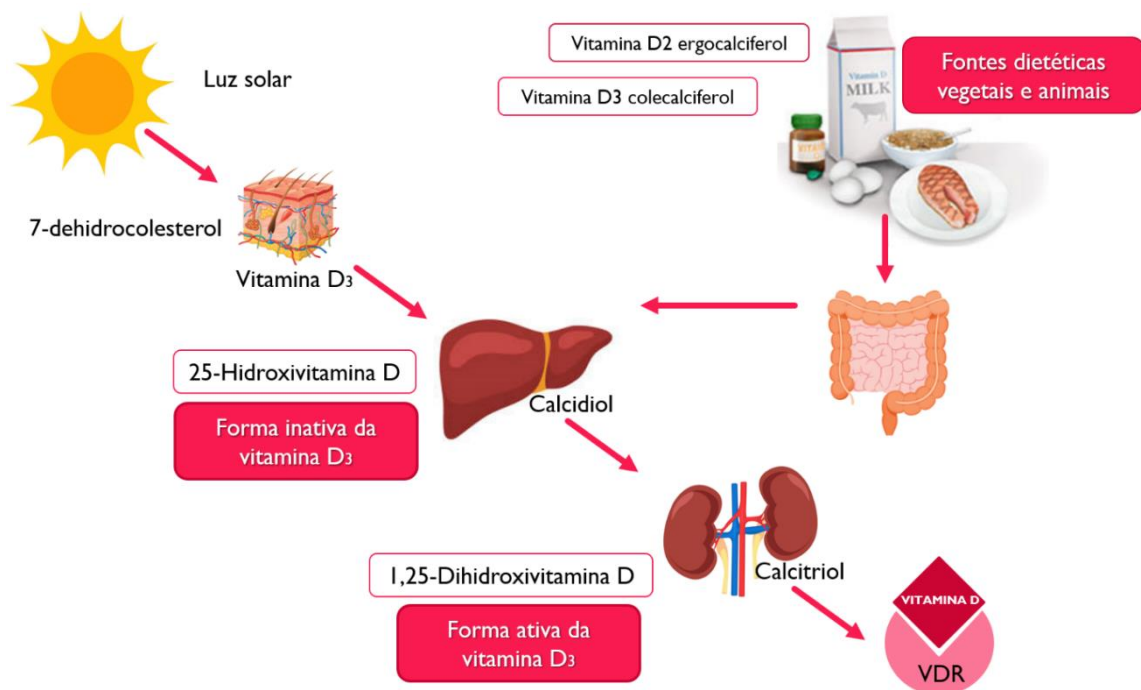 Vitamina D2 ergocalciferol
Vitamina D3 colecalciferol
Vitamin D
MILK
Fontes dietéticas
vegetais e animais
Luz solar
7-dehidrocolesterol
Vitamina D3
25-Hidroxivitamina D
Forma inativa da
vitamina D3
Calcidiol
1,25-Dihidroxivitamina D
Forma ativa da
vitamina D3
Calcitriol
VITAMINA D
VDR